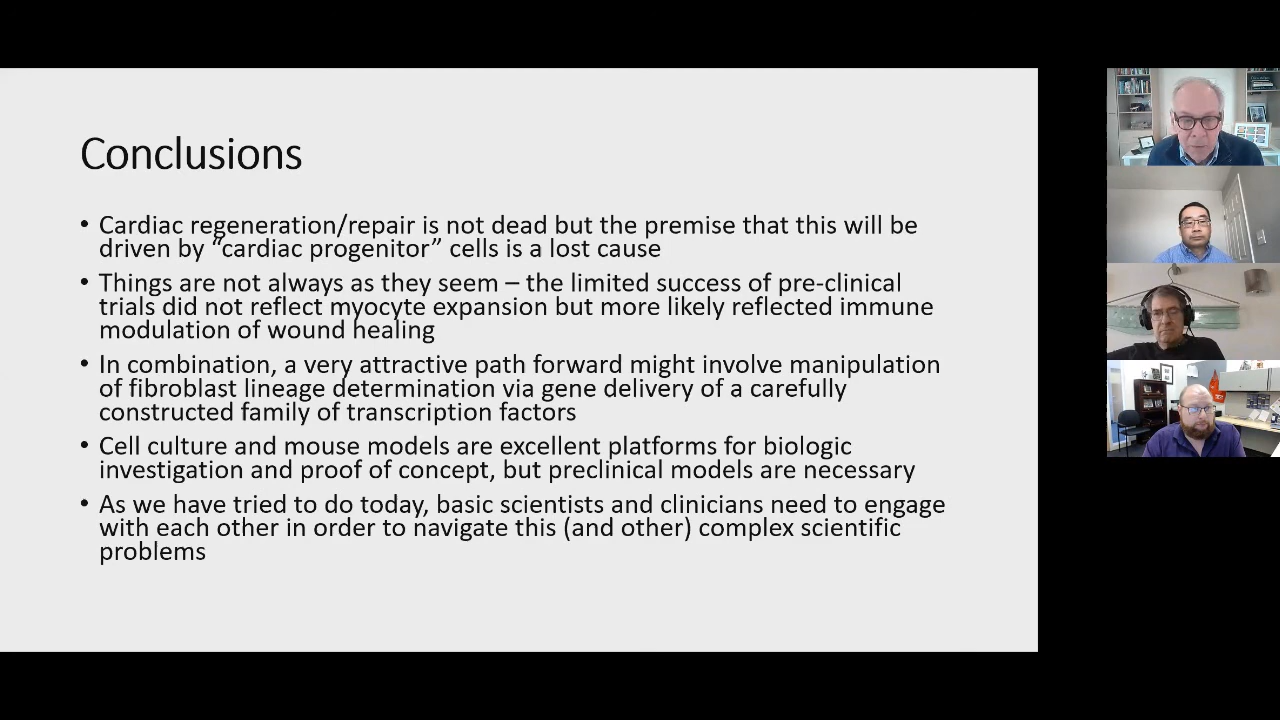 Conclusions
• Cardiac regeneration/repair is not dead but the premise that this will be
driven by “cardiac progenitor” cells is a lost cause
• Things are not always as they seem – the limited success of pre-clinical
trials did not reflect myocyte expansion but more likely reflected immune
modulation of wound healing
• In combination, a very attractive path forward might involve manipulation
of fibroblast lineage determination via gene delivery of a carefully
constructed family of transcription factors
• Cell culture and mouse models are excellent platforms for biologic
investigation and proof of concept, but preclinical models are necessary
• As we have tried to do today, basic scientists and clinicians need to engage
with each other in order to navigate this (and other) complex scientific
problems